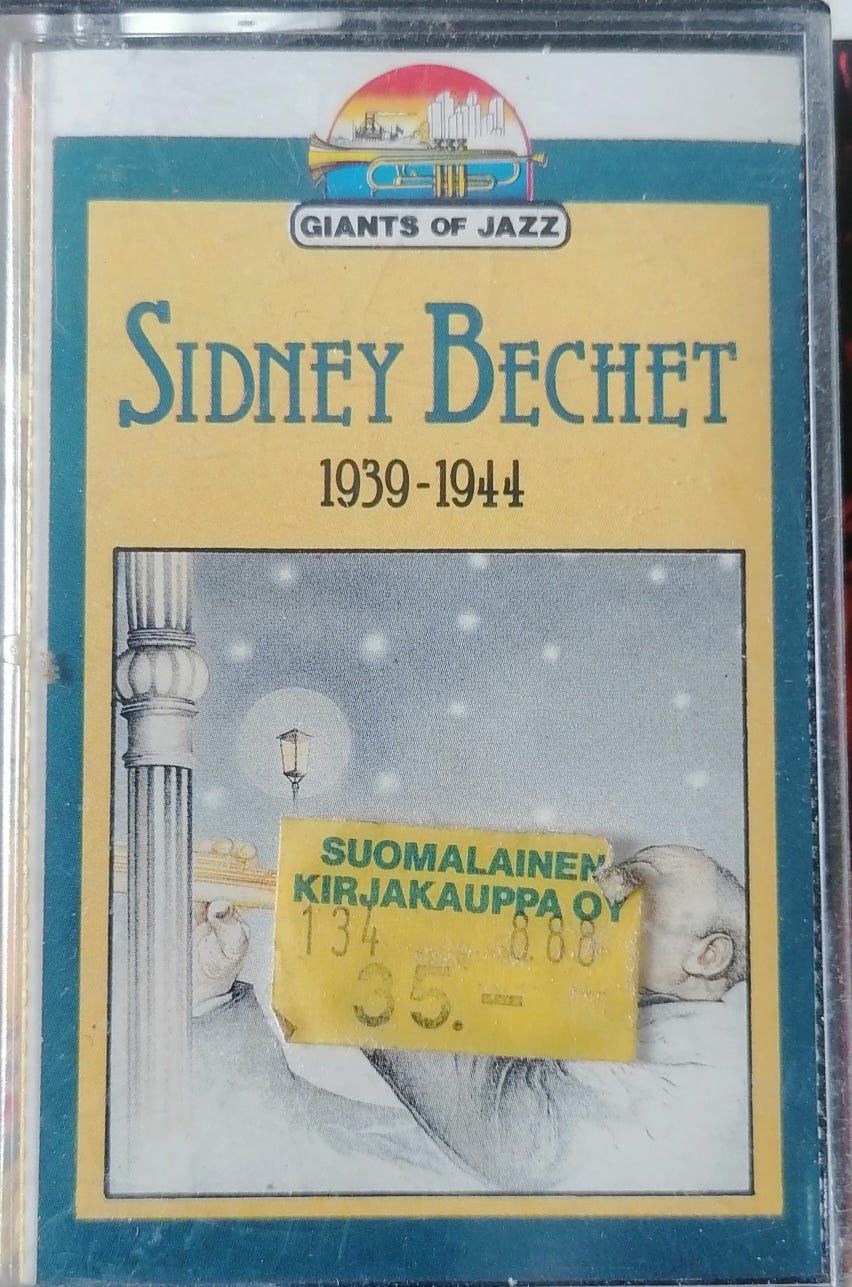 GIANTS OF JAZZ
SIDNEY BECHET
1939-1944
SUOMALAINEN
KIRJAKAUPPA OY
134 8.88
35.-